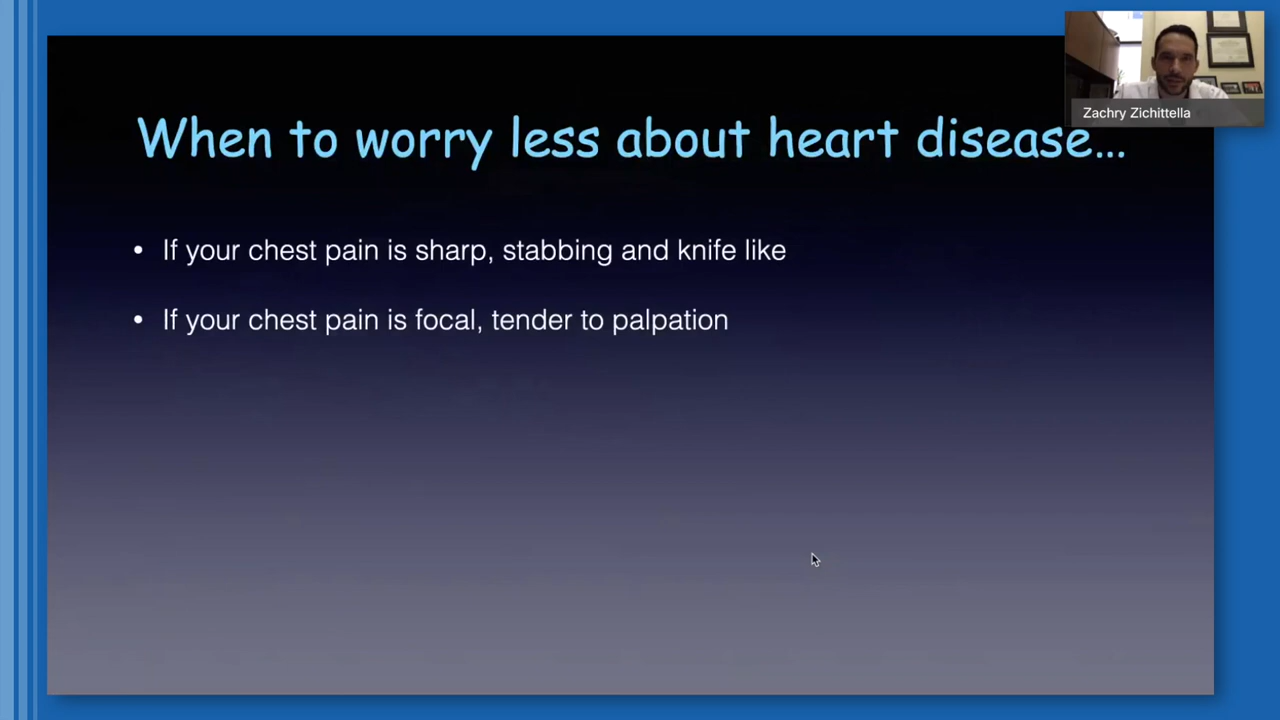 When to worry less about heart disease...
• If your chest pain is sharp, stabbing and knife like
• If your chest pain is focal, tender to palpation
Zachry Zichittella